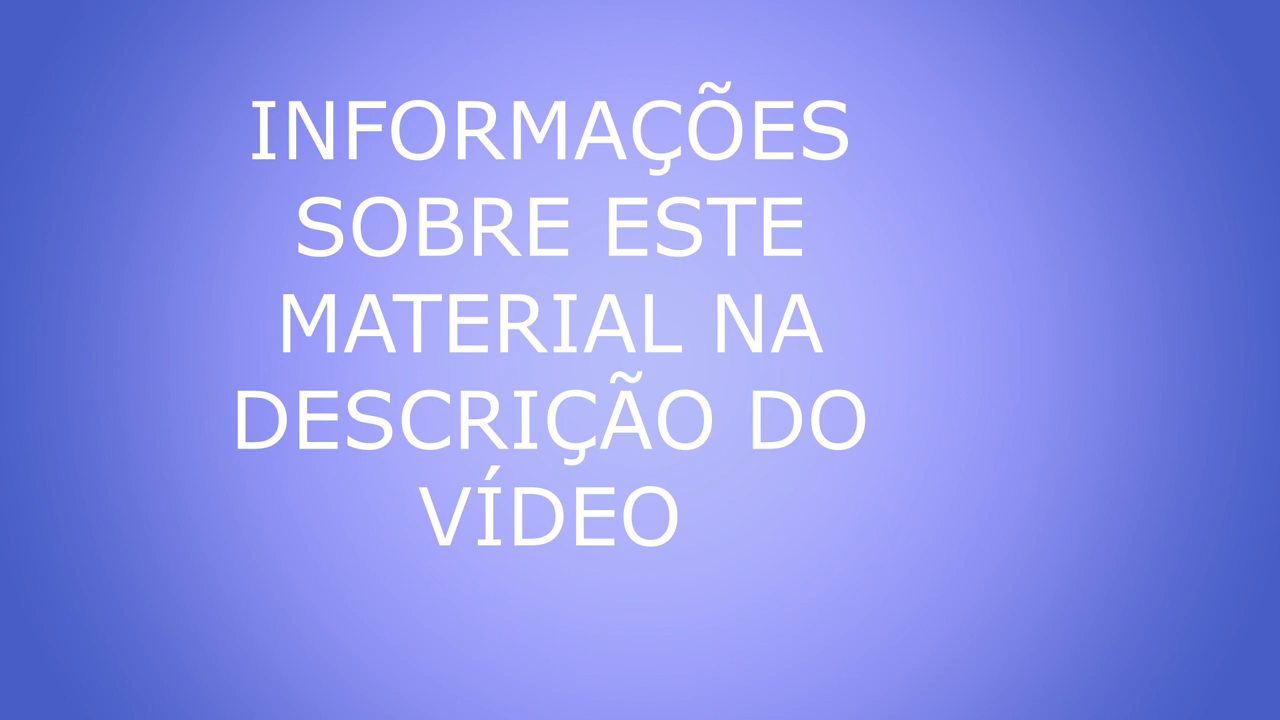 INFORMAÇÕES
SOBRE ESTE
MATERIAL NA
DESCRIÇÃO DO
VÍDEO